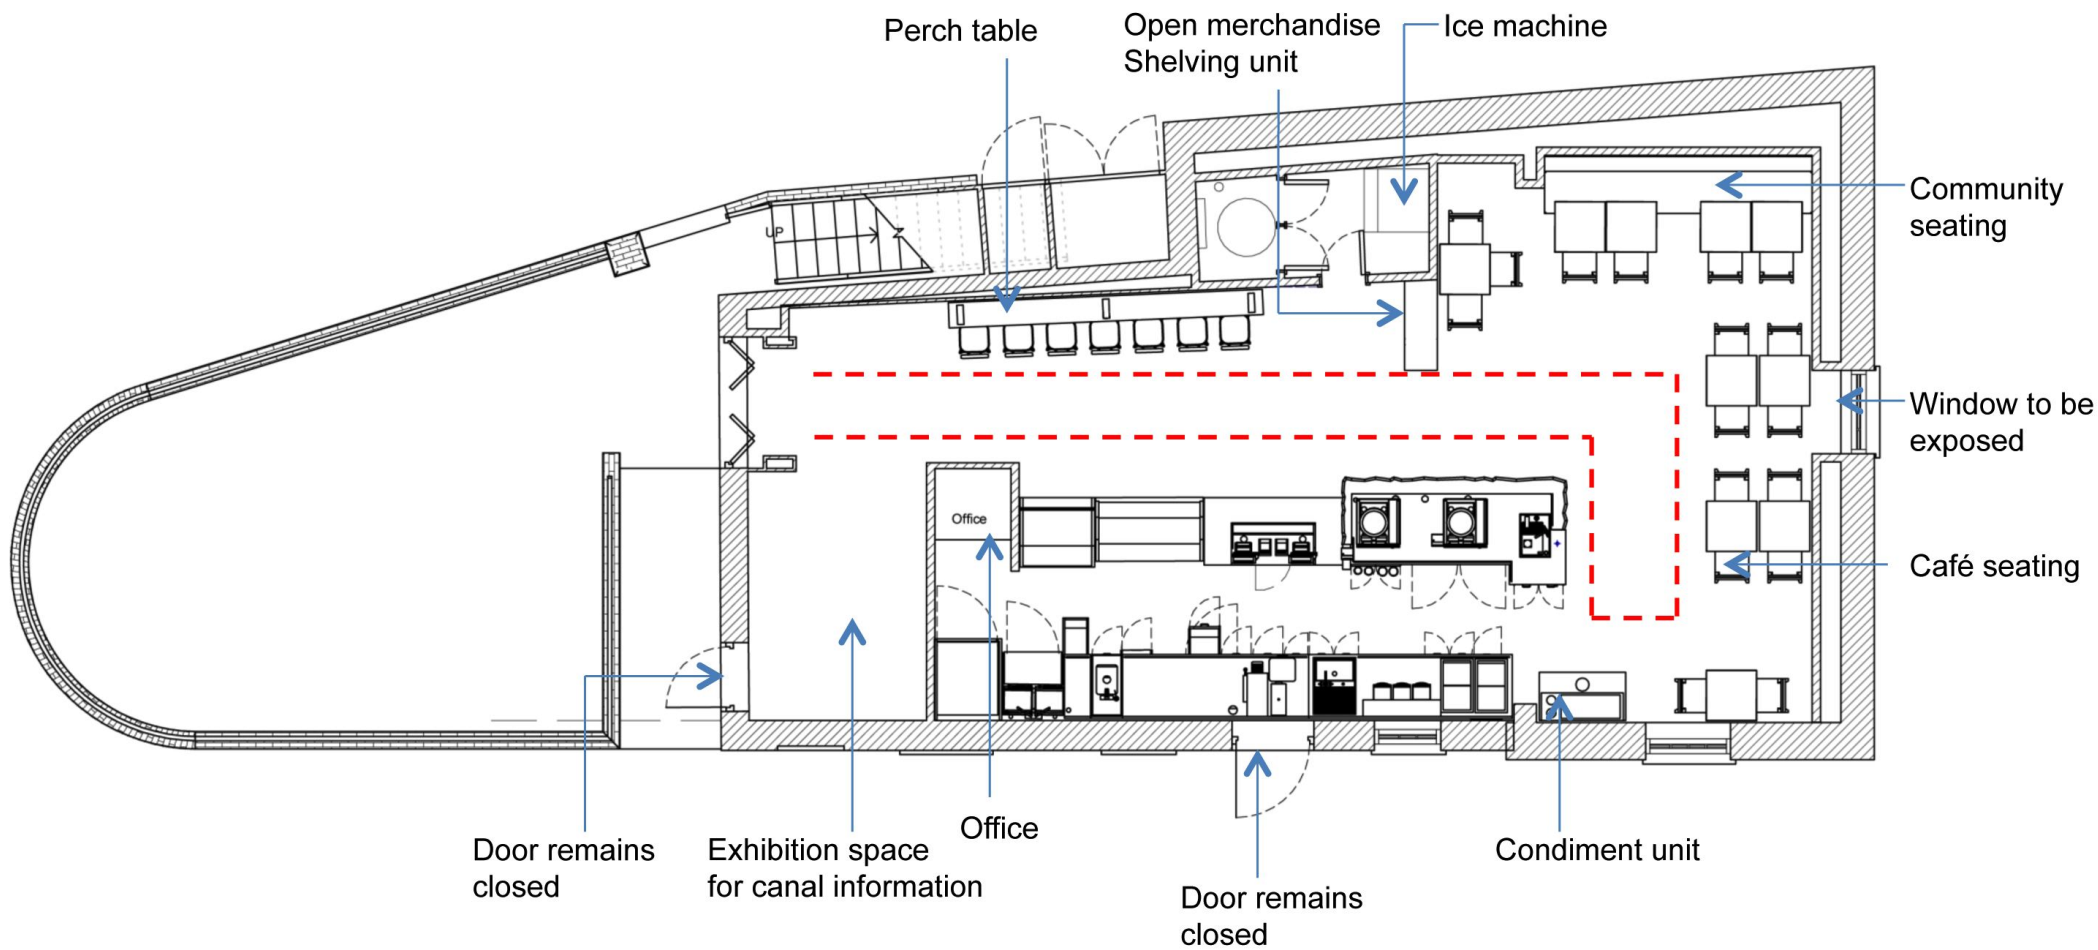 Perch table
Open merchandise
Shelving unit
Ice machine
Community
seating
UP
Window to be
exposed
Office
Café seating
Office
Door remains
closed
Exhibition space
for canal information
Condiment unit
Door remains
closed